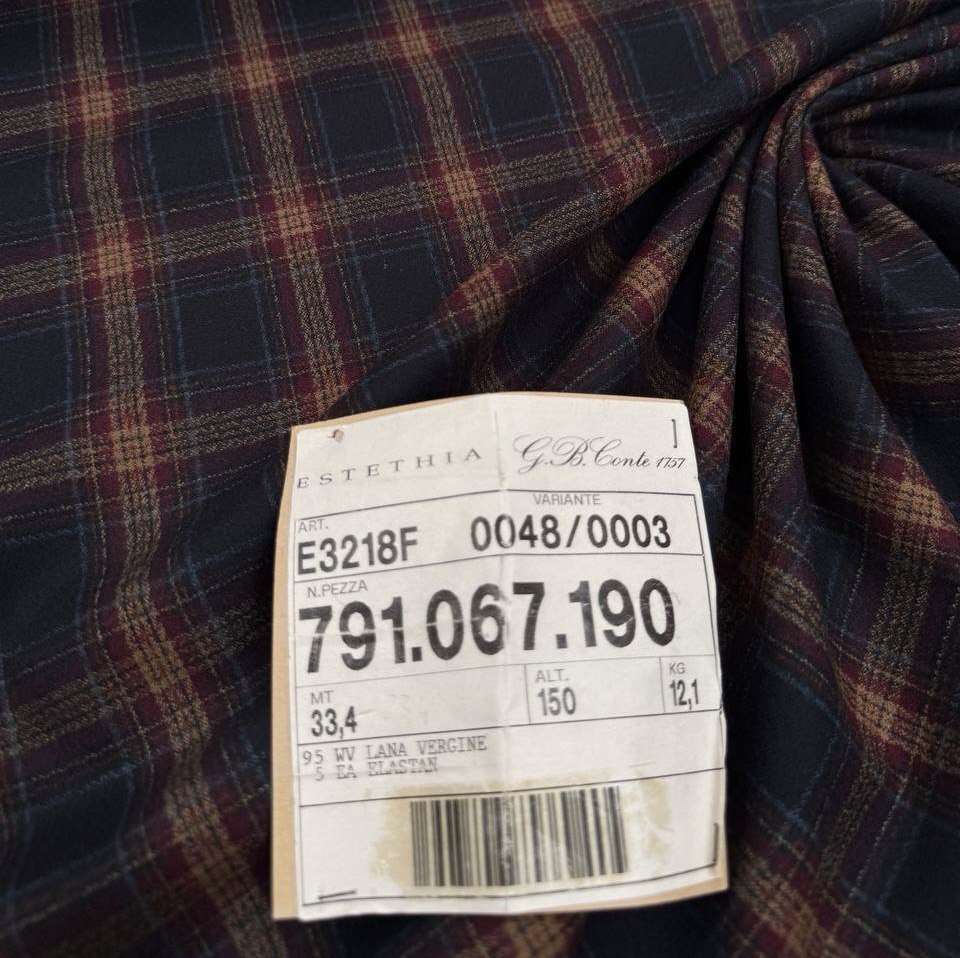 ESTETHIA G.B. Conte 1757
ART. VARIANTE
E3218F 0048/0003
N.PEZZA
791.067.190
MT ALT. KG
33,4 150 12,1
95 WV LANA VERGINE
5 EA ELASTAN